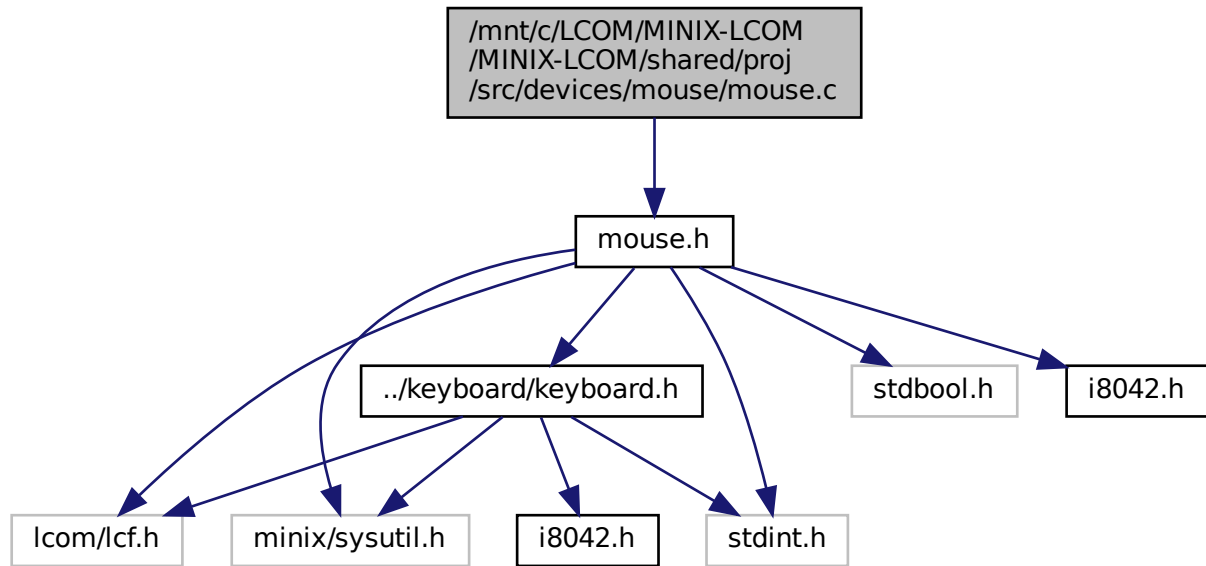 /mnt/c/LCOM/MINIX-LCOM
/MINIX-LCOM/shared/proj
/src/devices/mouse/mouse.c
mouse.h
../keyboard/keyboard.h
stdbool.h
i8042.h
lcom/lcf.h
minix/sysutil.h
i8042.h
stdint.h